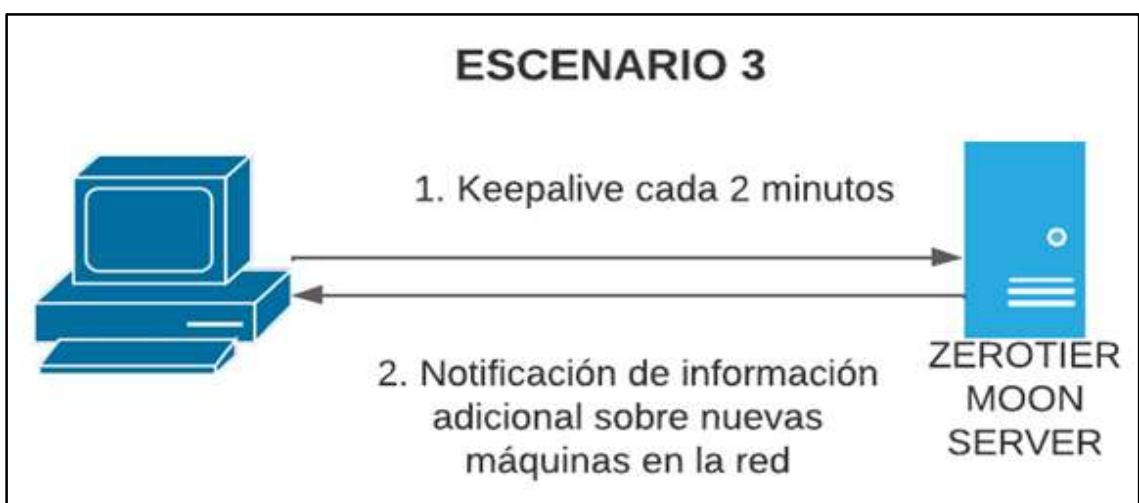 ESCENARIO 3
1. Keepalive cada 2 minutos
2. Notificación de información
adicional sobre nuevas
máquinas en la red
ZEROTIER
MOON
SERVER